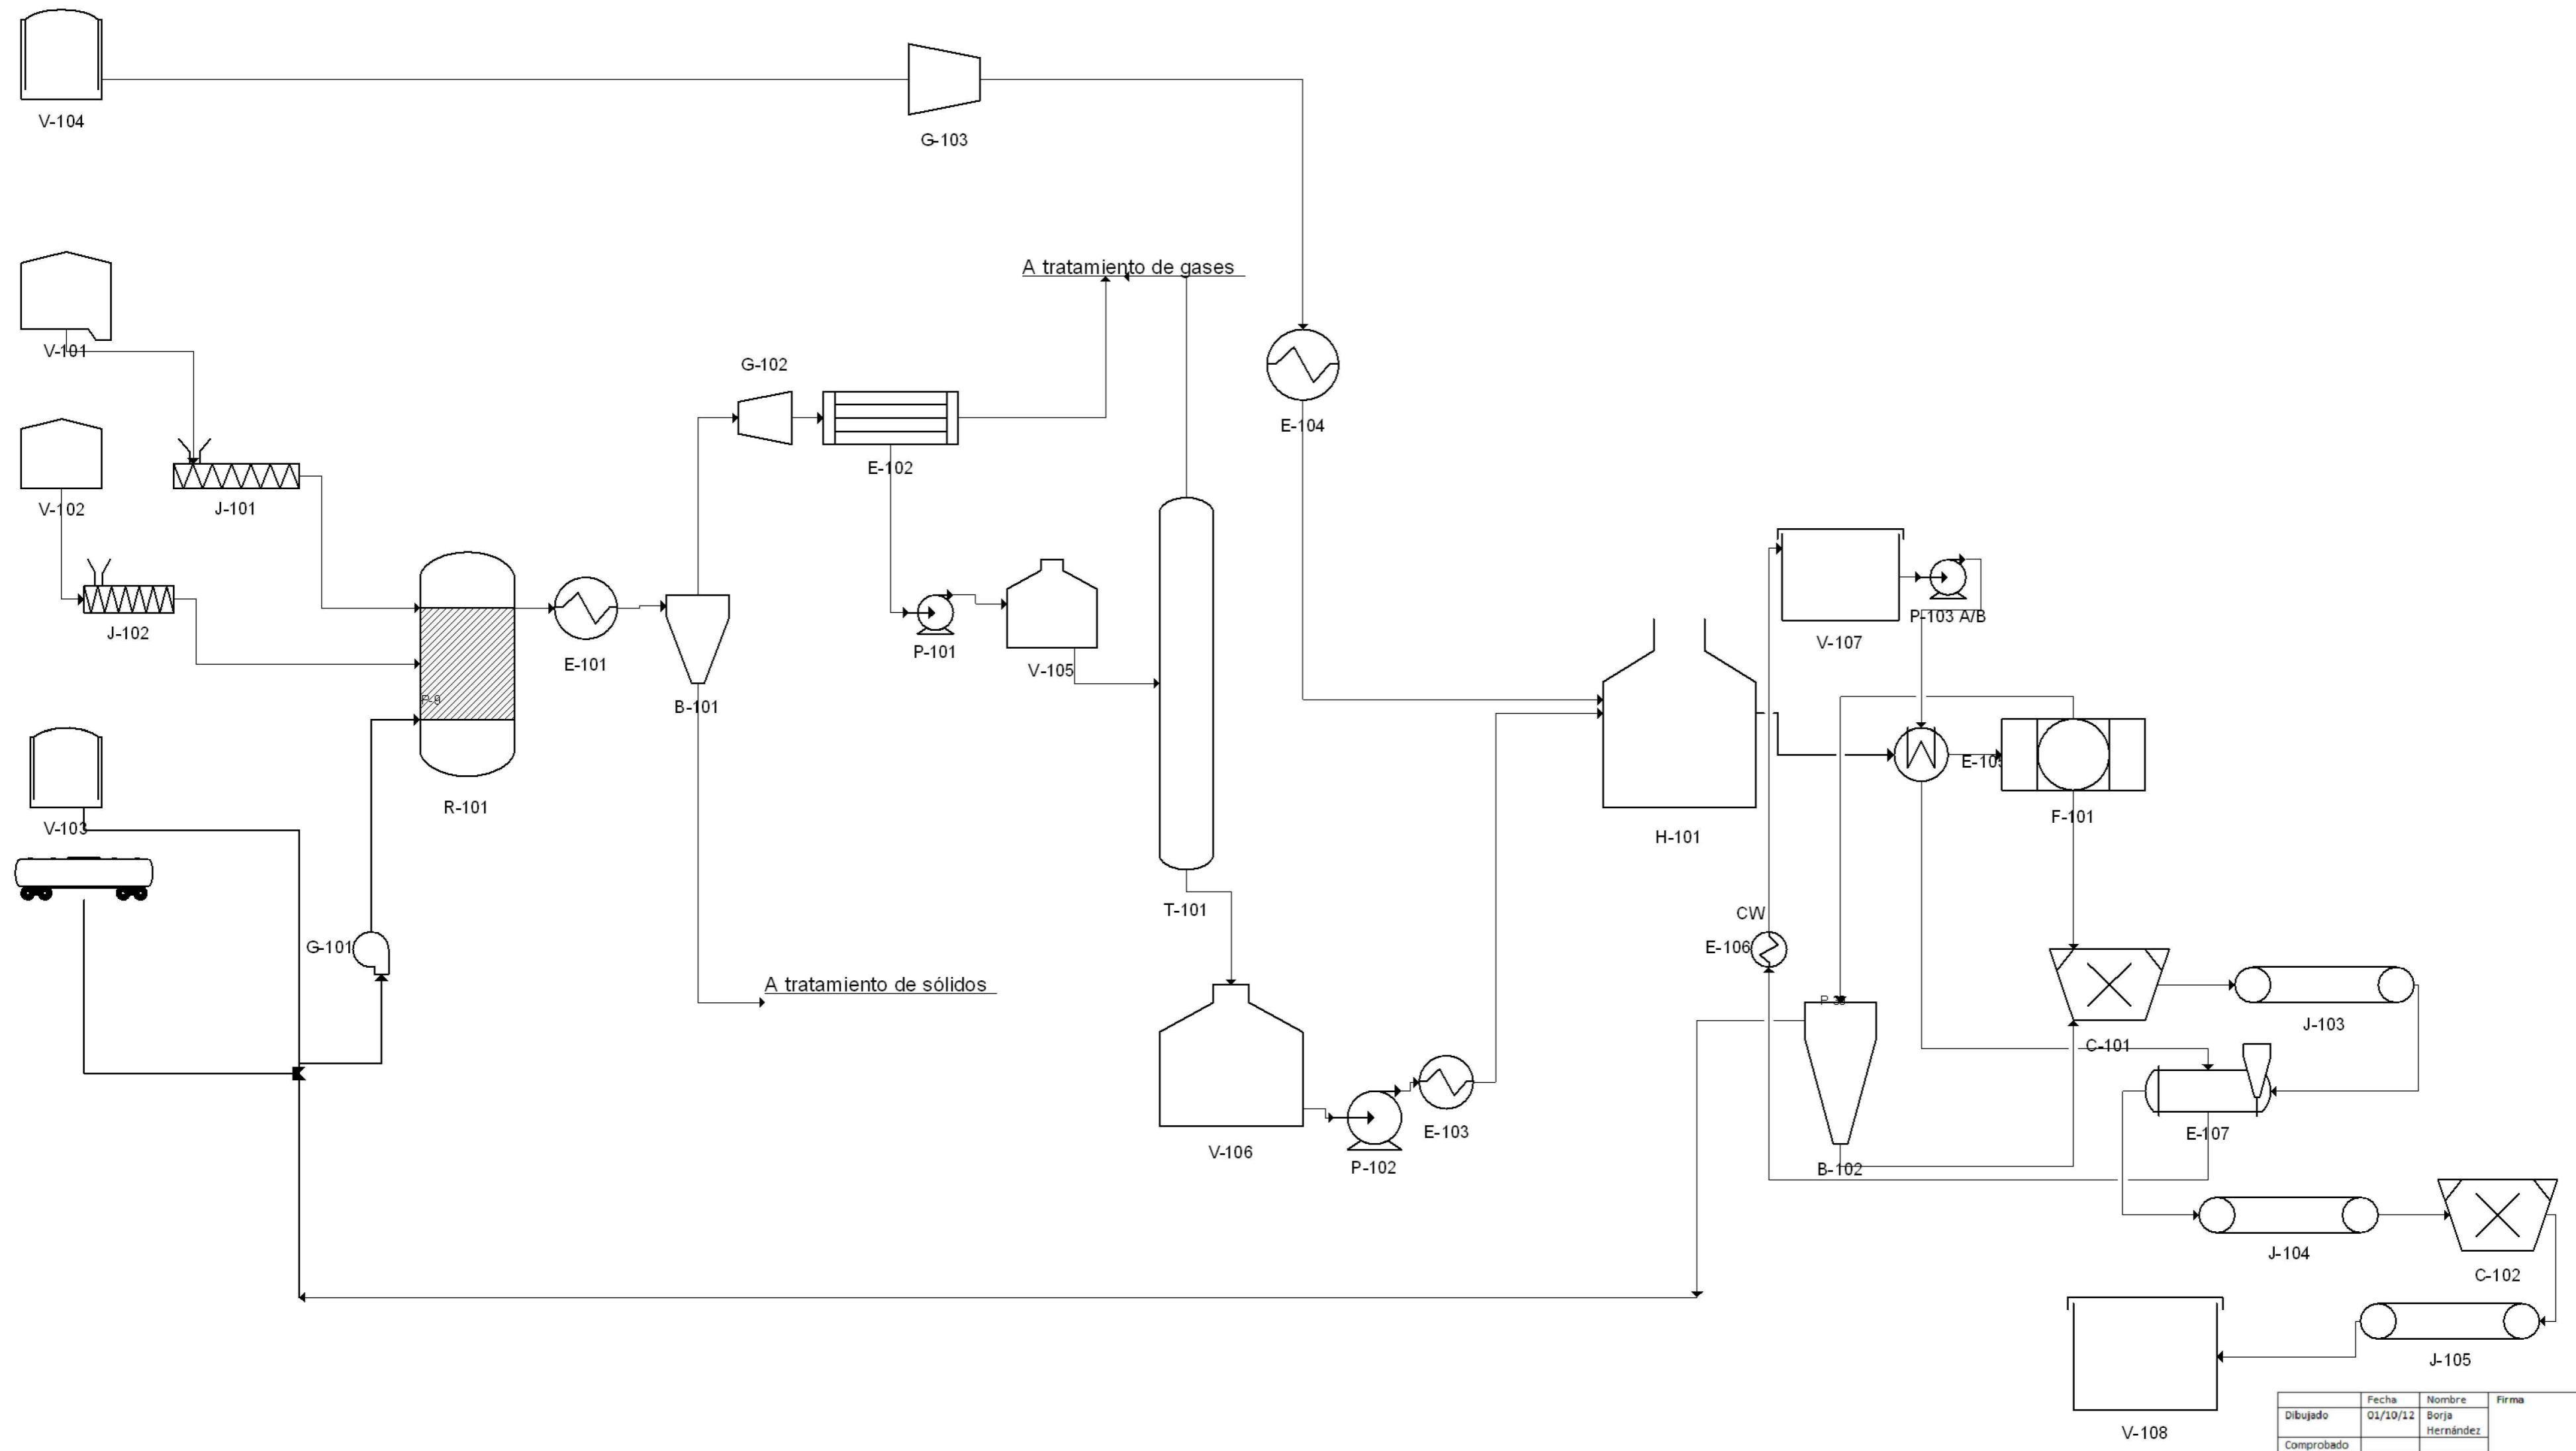 V-104
G-103
A tratamiento de gases
V-101
G-102
E-104
E-102
V-102
J-101
J-102
E-101
P-101
V-105
P-103 A/B
V-107
P-9
B-101
E-105
R-101
F-101
V-103
H-101
T-101
CW
G-101
E-106
A tratamiento de sólidos
J-103
C-101
E-103
E-107
V-106
P-102
B-102
J-104
C-102
J-105
V-108
Fecha Nombre Firma
Dibujado 01/10/12 Borja
Hernández
Comprobado